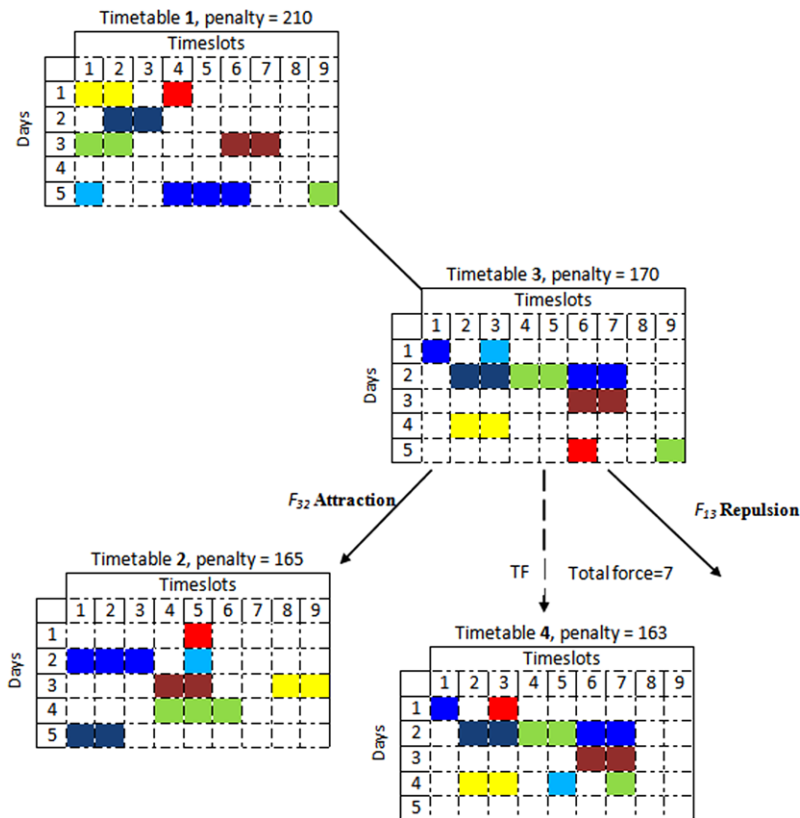 Timetable 1, penalty = 210
Timeslots
1 2 3 4 5 6 7 8 9
Days
1
2
3
4
5
Timetable 3, penalty = 170
Timeslots
1 2 3 4 5 6 7 8 9
Days
1
2
3
4
5
F32 Attraction
F13 Repulsion
TF Total force=7
Timetable 2, penalty = 165
Timeslots
1 2 3 4 5 6 7 8 9
Days
1
2
3
4
5
Timetable 4, penalty = 163
Timeslots
1 2 3 4 5 6 7 8 9
Days
1
2
3
4
5